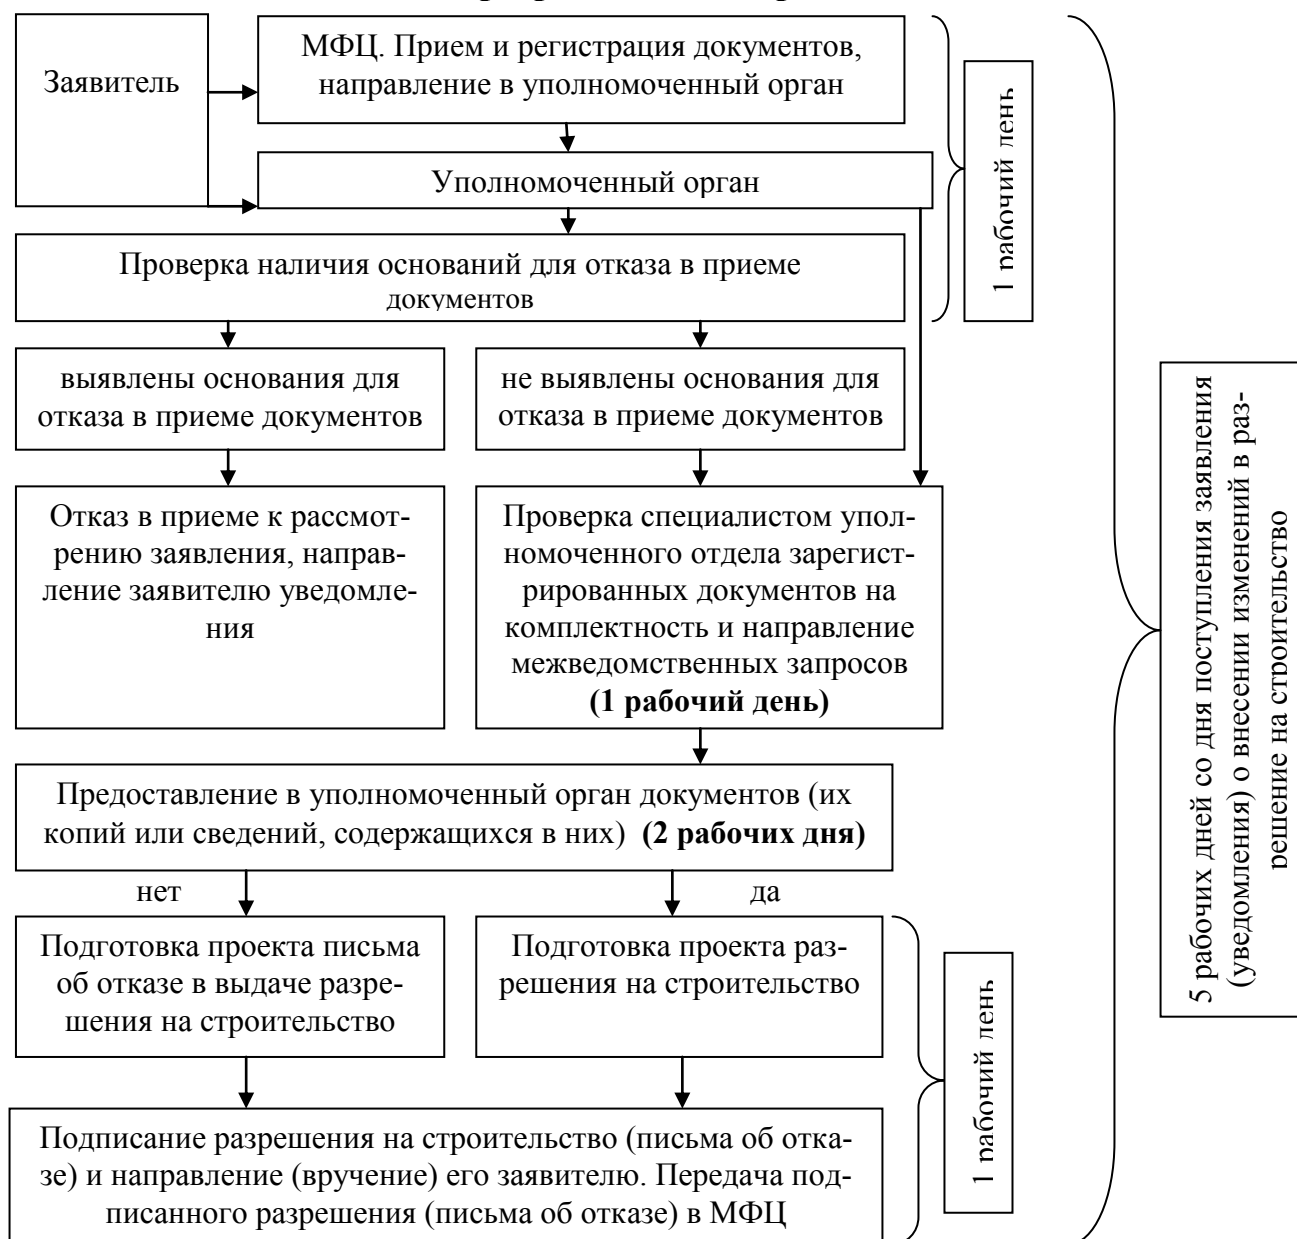 Заявитель
МФЦ. Прием и регистрация документов,
направление в уполномоченный орган
Уполномоченный орган
Проверка наличия оснований для отказа в приеме
документов
1 рабочий день
выявлены основания для
отказа в приеме документов
не выявлены основания для
отказа в приеме документов
Отказ в приеме к рассмот-
рению заявления, направ-
ление заявителю уведомле-
ния
Проверка специалистом упол-
номоченного отдела зарегист-
рированных документов на
комплектность и направление
межведомственных запросов
(1 рабочий день)
Предоставление в уполномоченный орган документов (их
копий или сведений, содержащихся в них) (2 рабочих дня)
нет
да
Подготовка проекта письма
об отказе в выдаче разре-
шения на строительство
Подготовка проекта раз-
решения на строительство
Подписание разрешения на строительство (письма об отка-
зе) и направление (вручение) его заявителю. Передача под-
писанного разрешения (письма об отказе) в МФЦ
1 рабочий день
5 рабочих дней со дня поступления заявления
(уведомления) о внесении изменений в раз-
решение на строительство